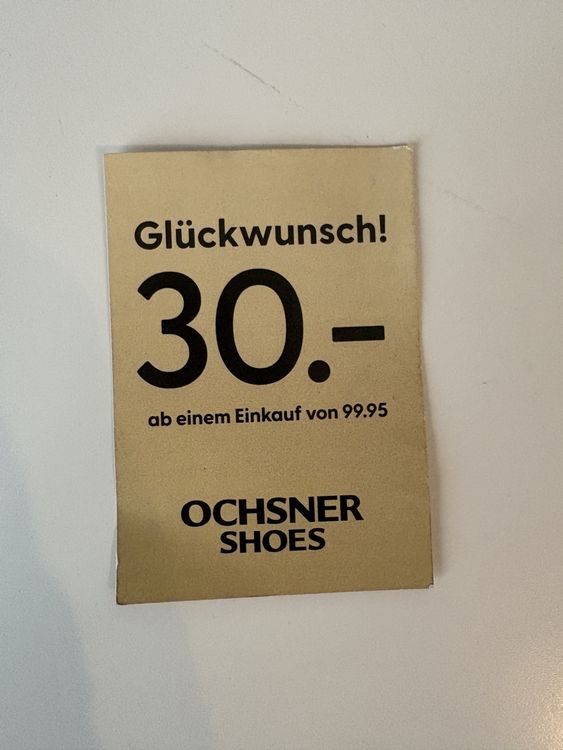 Glückwunsch!
30.-
ab einem Einkauf von 99.95
OCHSNER
SHOES